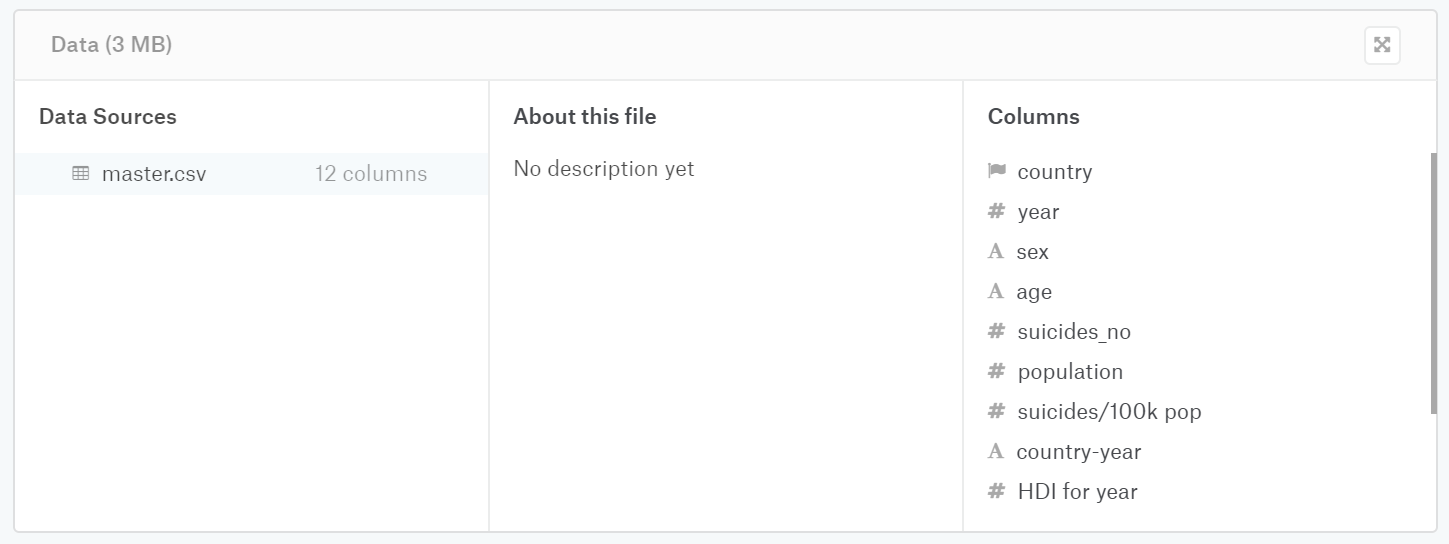 Data (3 MB)
Data Sources
master.csv 12 columns
About this file
No description yet
Columns
country
# year
A sex
A age
# suicides_no
# population
# suicides/100k pop
A country-year
# HDI for year